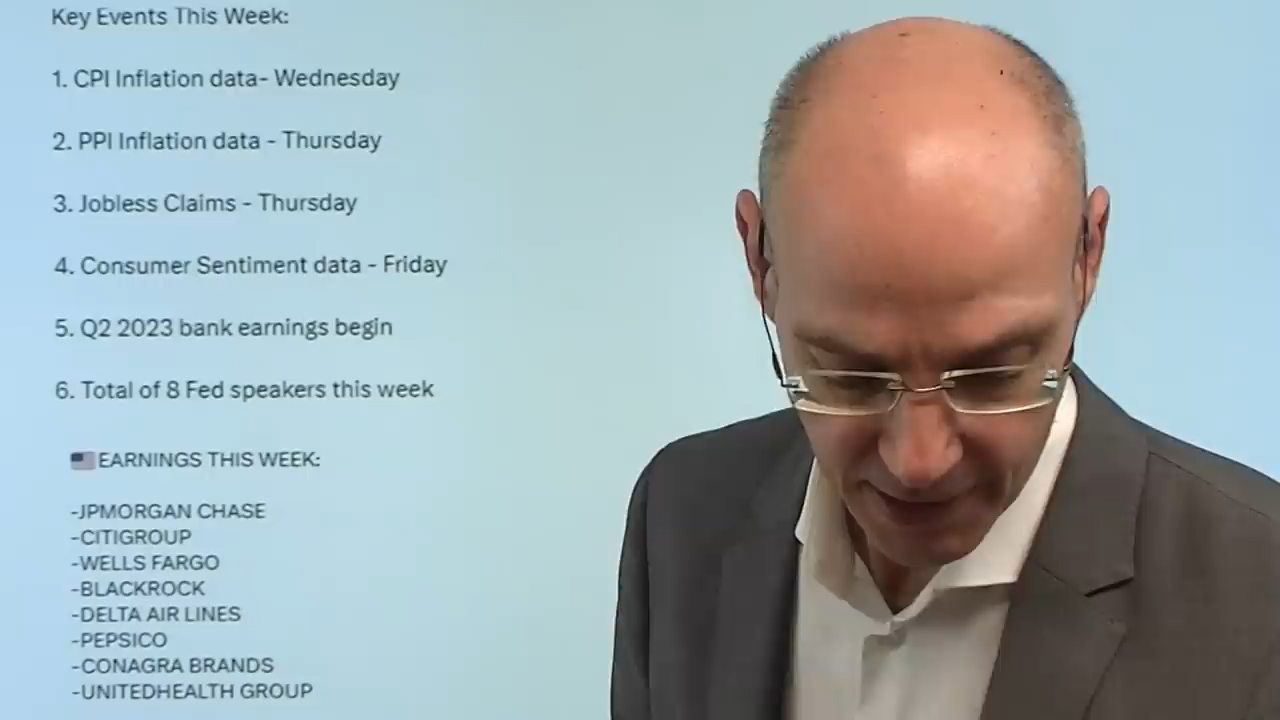 Key Events This Week:
1. CPI Inflation data- Wednesday
2. PPI Inflation data - Thursday
3. Jobless Claims - Thursday
4. Consumer Sentiment data - Friday
5. Q2 2023 bank earnings begin
6. Total of 8 Fed speakers this week
🇺🇸EARNINGS THIS WEEK:
-JPMORGAN CHASE
-CITIGROUP
-WELLS FARGO
-BLACKROCK
-DELTA AIR LINES
-PEPSICO
-CONAGRA BRANDS
-UNITEDHEALTH GROUP